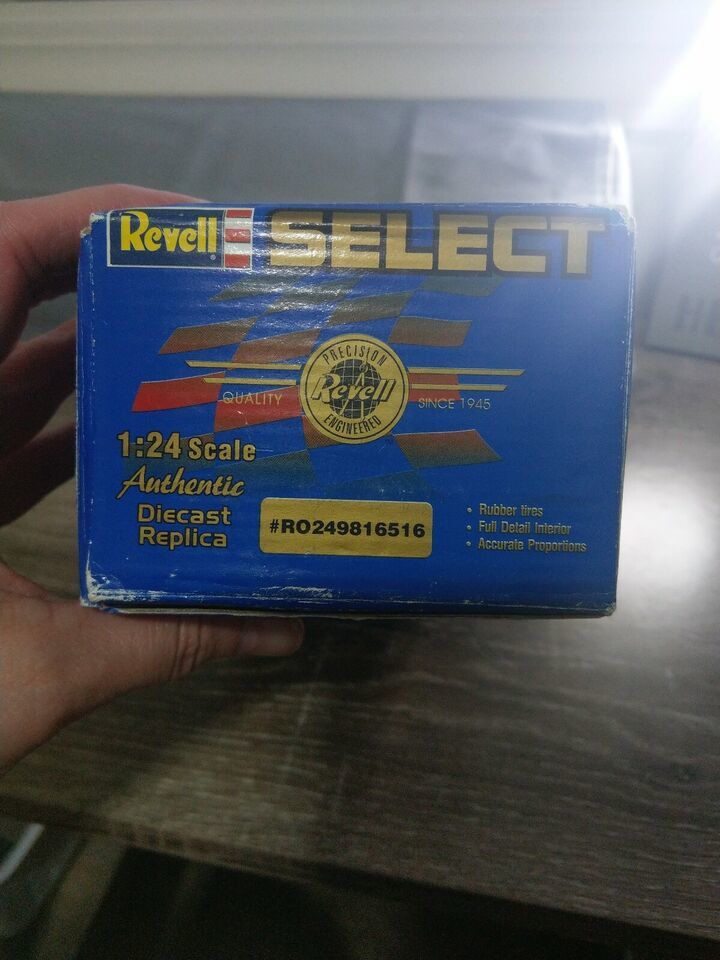 Revell SELECT
PRECISION
Revell
ENGINEERED
QUALITY
SINCE 1945
1:24 Scale
Authentic
Diecast
Replica
#RO249816516
• Rubber tires
• Full Detail Interior
• Accurate Proportions